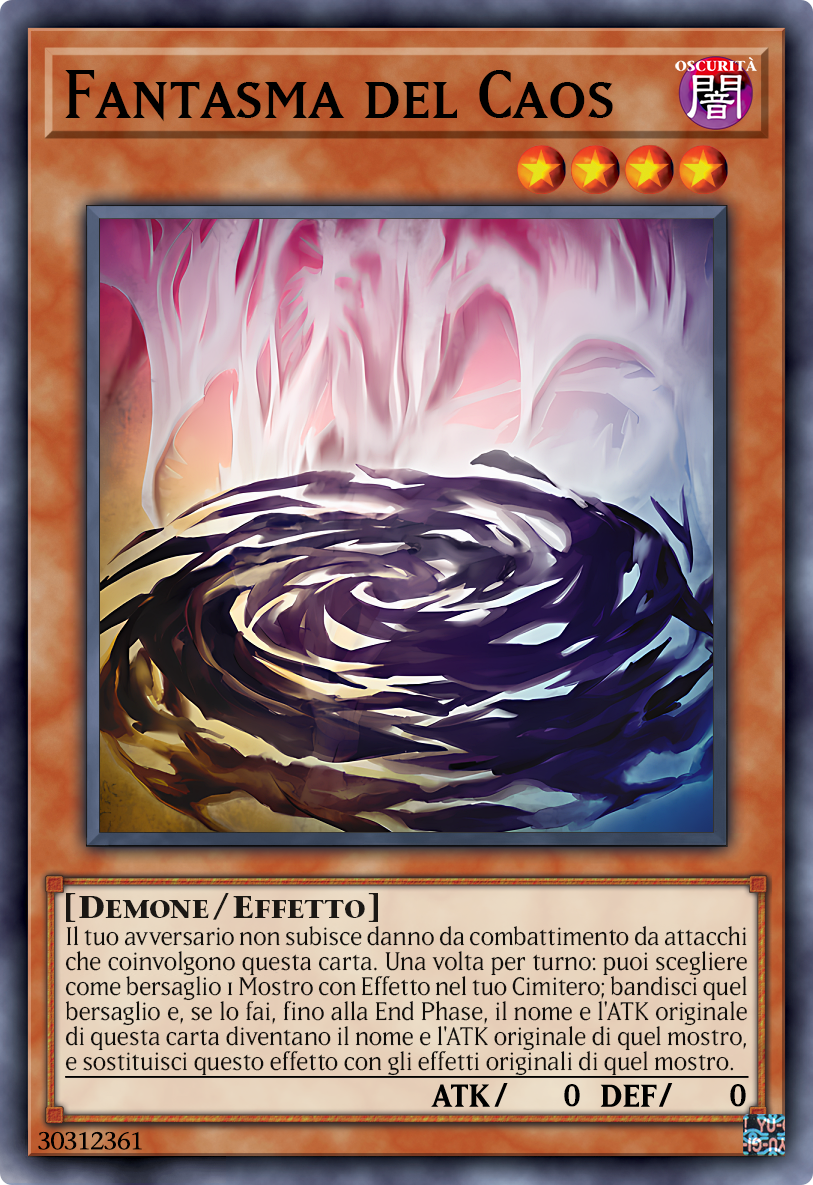 Fantasma del Caos
OSCURITÀ
闇
[Demone/Effetto]
Il tuo avversario non subisce danno da combattimento da attacchi
che coinvolgono questa carta. Una volta per turno: puoi scegliere
come bersaglio 1 Mostro con Effetto nel tuo Cimitero; bandisci quel
bersaglio e, se lo fai, fino alla End Phase, il nome e l'ATK originale
di questa carta diventano il nome e l'ATK originale di quel mostro,
e sostituisci questo effetto con gli effetti originali di quel mostro.
ATK/ 0 DEF/ 0
30312361